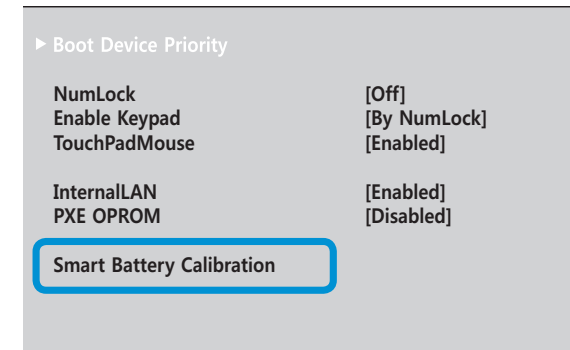 ▶ Boot Device Priority
NumLock [Off]
Enable Keypad [By NumLock]
TouchPadMouse [Enabled]
InternalLAN [Enabled]
PXE OPROM [Disabled]
Smart Battery Calibration